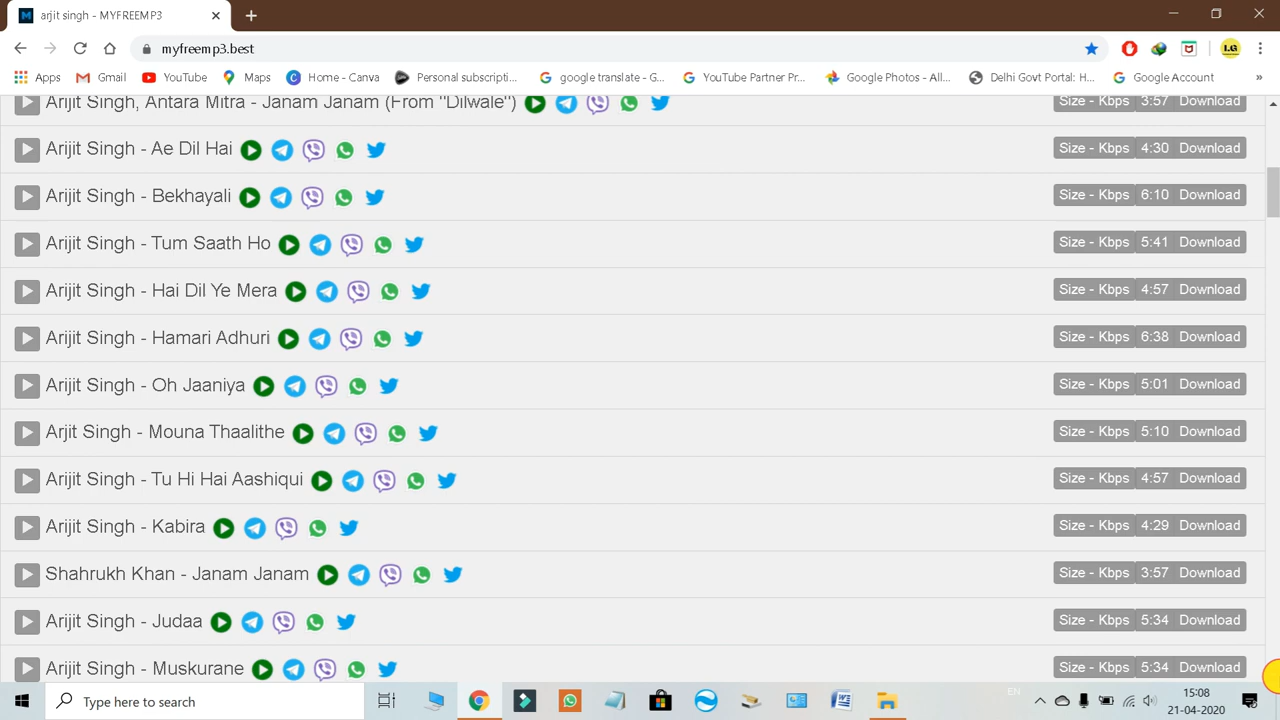 arjit singh - MYFREEMP3
myfreemp3.best
Apps Gmail YouTube Maps Home - Canva Personal subscripti... google translate - G... YouTube Partner Pr... Google Photos - All... Delhi Govt Portal: H... Google Account »
Arijit Singh, Antara Mitra - Janam Janam (From "Dilwale") Size - Kbps 3:57 Download
Arijit Singh - Ae Dil Hai Size - Kbps 4:30 Download
Arijit Singh - Bekhayali Size - Kbps 6:10 Download
Arijit Singh - Tum Saath Ho Size - Kbps 5:41 Download
Arijit Singh - Hai Dil Ye Mera Size - Kbps 4:57 Download
Arijit Singh - Hamari Adhuri Size - Kbps 6:38 Download
Arijit Singh - Oh Jaaniya Size - Kbps 5:01 Download
Arjit Singh - Mouna Thaalithe Size - Kbps 5:10 Download
Arijit Singh - Tu Hi Hai Aashiqui Size - Kbps 4:57 Download
Arijit Singh - Kabira Size - Kbps 4:29 Download
Shahrukh Khan - Janam Janam Size - Kbps 3:57 Download
Arijit Singh - Judaa Size - Kbps 5:34 Download
Arijit Singh - Muskurane Size - Kbps 5:34 Download
Type here to search EN 15:08
21-04-2020